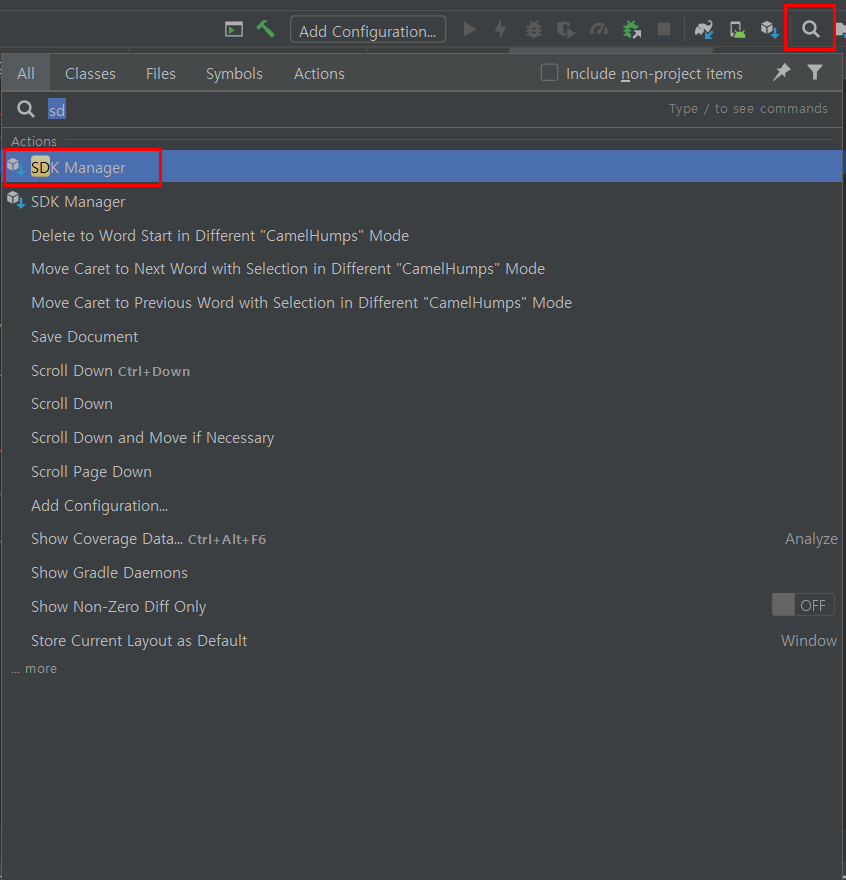 Add Configuration...
All Classes Files Symbols Actions Include non-project items
sd Type / to see commands
Actions
SDK Manager
SDK Manager
Delete to Word Start in Different "CamelHumps" Mode
Move Caret to Next Word with Selection in Different "CamelHumps" Mode
Move Caret to Previous Word with Selection in Different "CamelHumps" Mode
Save Document
Scroll Down Ctrl+Down
Scroll Down
Scroll Down and Move if Necessary
Scroll Page Down
Add Configuration...
Show Coverage Data... Ctrl+Alt+F6 Analyze
Show Gradle Daemons
Show Non-Zero Diff Only OFF
Store Current Layout as Default Window
... more